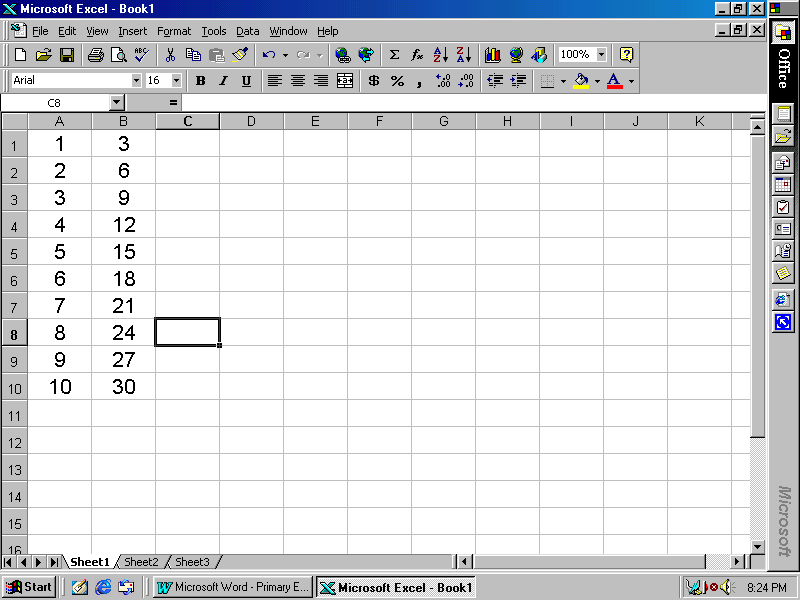 Microsoft Excel - Book1
File Edit View Insert Format Tools Data Window Help
100%
Arial 16 B I U $ % ,
C8 =
A B C D E F G H I J K
1 1 3
2 2 6
3 3 9
4 4 12
5 5 15
6 6 18
7 7 21
8 8 24
9 9 27
10 10 30
11
12
13
14
15
16
Sheet1 Sheet2 Sheet3
Office
Microsoft
Start Microsoft Word - Primary E... Microsoft Excel - Book1 8:24 PM